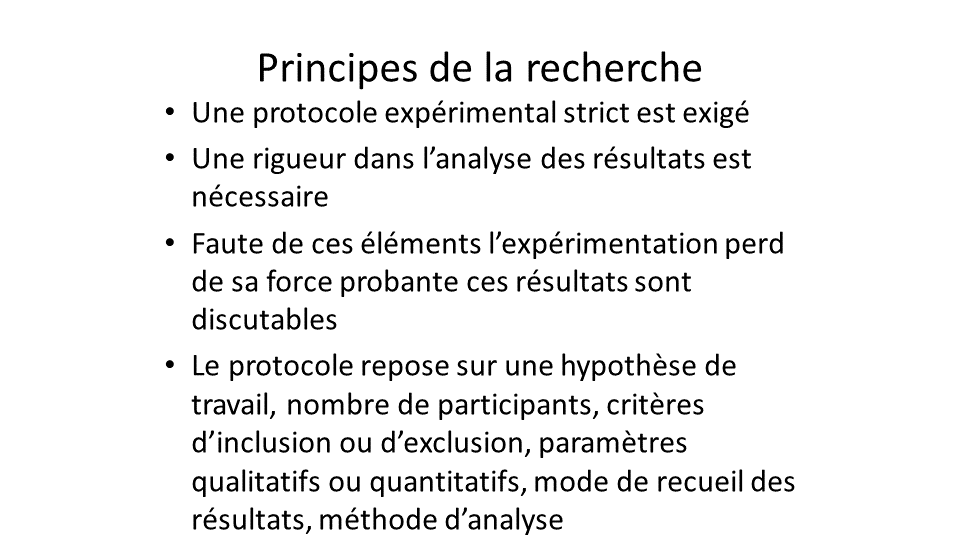 Principes de la recherche
• Une protocole expérimental strict est exigé
• Une rigueur dans l’analyse des résultats est
nécessaire
• Faute de ces éléments l’expérimentation perd
de sa force probante ces résultats sont
discutables
• Le protocole repose sur une hypothèse de
travail, nombre de participants, critères
d’inclusion ou d’exclusion, paramètres
qualitatifs ou quantitatifs, mode de recueil des
résultats, méthode d’analyse